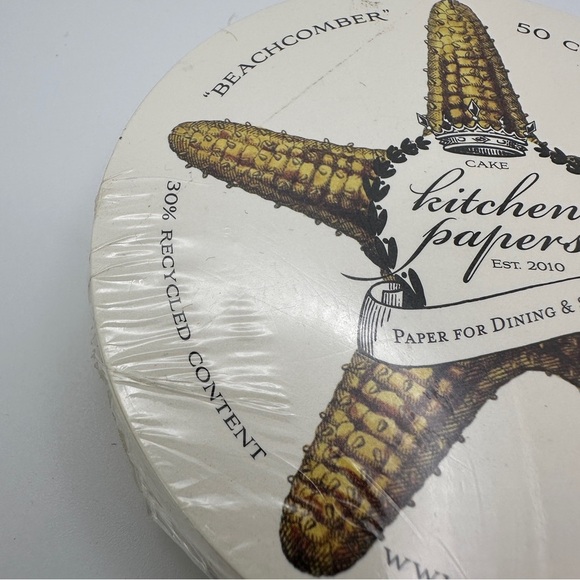 "BEACHCOMBER"
50
CAKE
kitchen
papers
EST. 2010
PAPER FOR DINING &
30% RECYCLED CONTENT